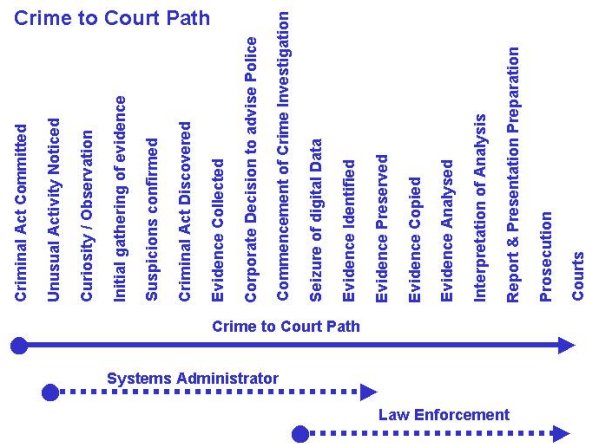 Crime to Court Path
Criminal Act Committed
Unusual Activity Noticed
Curiosity / Observation
Initial gathering of evidence
Suspicions confirmed
Criminal Act Discovered
Evidence Collected
Corporate Decision to advise Police
Commencement of Crime Investigation
Seizure of digital Data
Evidence Identified
Evidence Preserved
Evidence Copied
Evidence Analysed
Interpretation of Analysis
Report & Presentation Preparation
Prosecution
Courts
Crime to Court Path
Systems Administrator
Law Enforcement